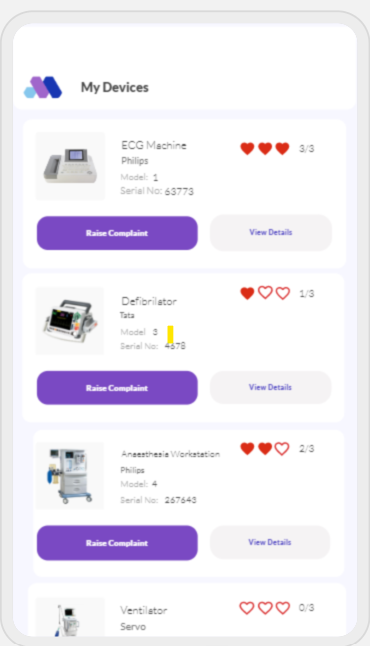 My Devices
ECG Machine
3/3
Philips
Model: 1
Serial No: 63773
Raise Complaint
View Details
Defibrilator
1/3
Tata
Model 3
Serial No: 4678
Raise Complaint
View Details
Anaesthesia Workstation
2/3
Philips
Model: 4
Serial No: 267643
Raise Complaint
View Details
Ventilator
0/3
Servo